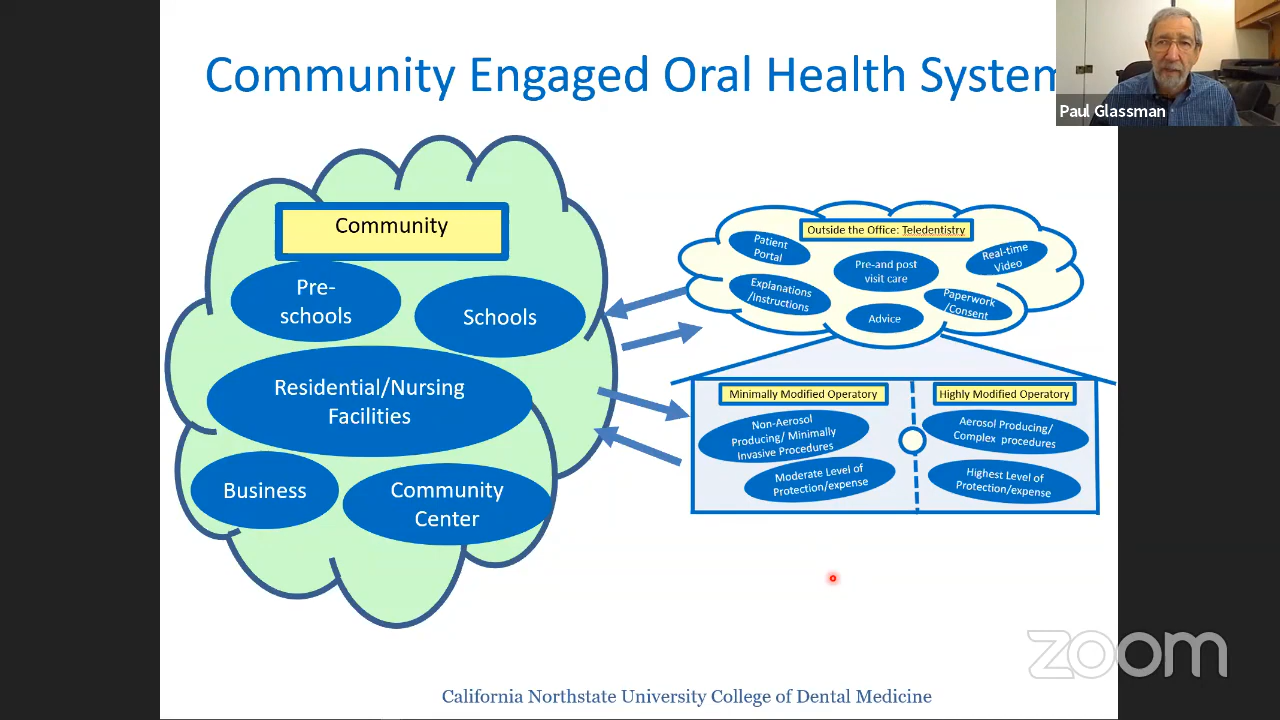 Community Engaged Oral Health System
Paul Glassman
Community
Pre-
schools
Schools
Residential/Nursing
Facilities
Business
Community
Center
Outside the Office: Teledentistry
Patient
Portal
Pre-and post
visit care
Real-time
Video
Explanations
/Instructions
Advice
Paperwork
/Consent
Minimally Modified Operatory
Non-Aerosol
Producing/ Minimally
Invasive Procedures
Moderate Level of
Protection/expense
Highly Modified Operatory
Aerosol Producing/
Complex procedures
Highest Level of
Protection/expense
zoom
California Northstate University College of Dental Medicine